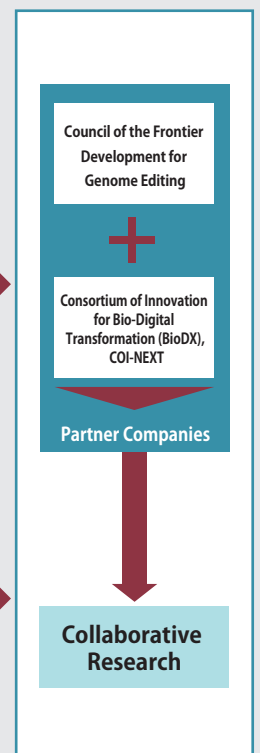 Council of the Frontier
Development for
Genome Editing
+
Consortium of Innovation
for Bio-Digital
Transformation (BioDX),
COI-NEXT
Partner Companies
Collaborative
Research